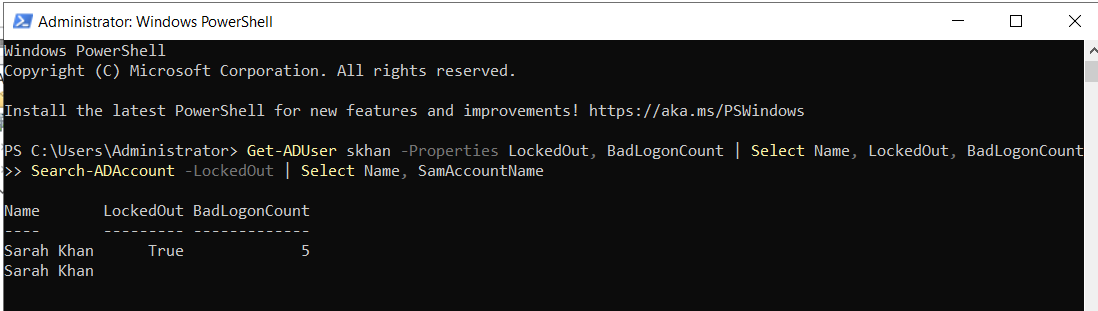 Administrator: Windows PowerShell
Windows PowerShell
Copyright (C) Microsoft Corporation. All rights reserved.
Install the latest PowerShell for new features and improvements! https://aka.ms/PSWindows
PS C:\Users\Administrator> Get-ADUser skhan -Properties LockedOut, BadLogonCount | Select Name, LockedOut, BadLogonCount
>> Search-ADAccount -LockedOut | Select Name, SamAccountName
Name       LockedOut BadLogonCount
----       --------- -------------
Sarah Khan      True             5
Sarah Khan